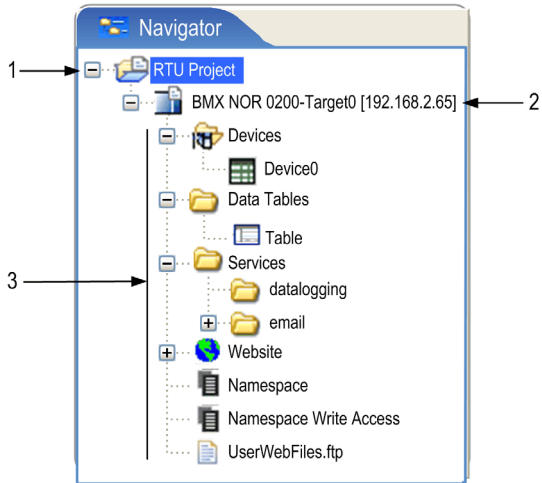 Navigator
1
RTU Project
BMX NOR 0200-Target0 [192.168.2.65]
2
Devices
Device0
Data Tables
Table
3
Services
datalogging
email
Website
Namespace
Namespace Write Access
UserWebFiles.ftp